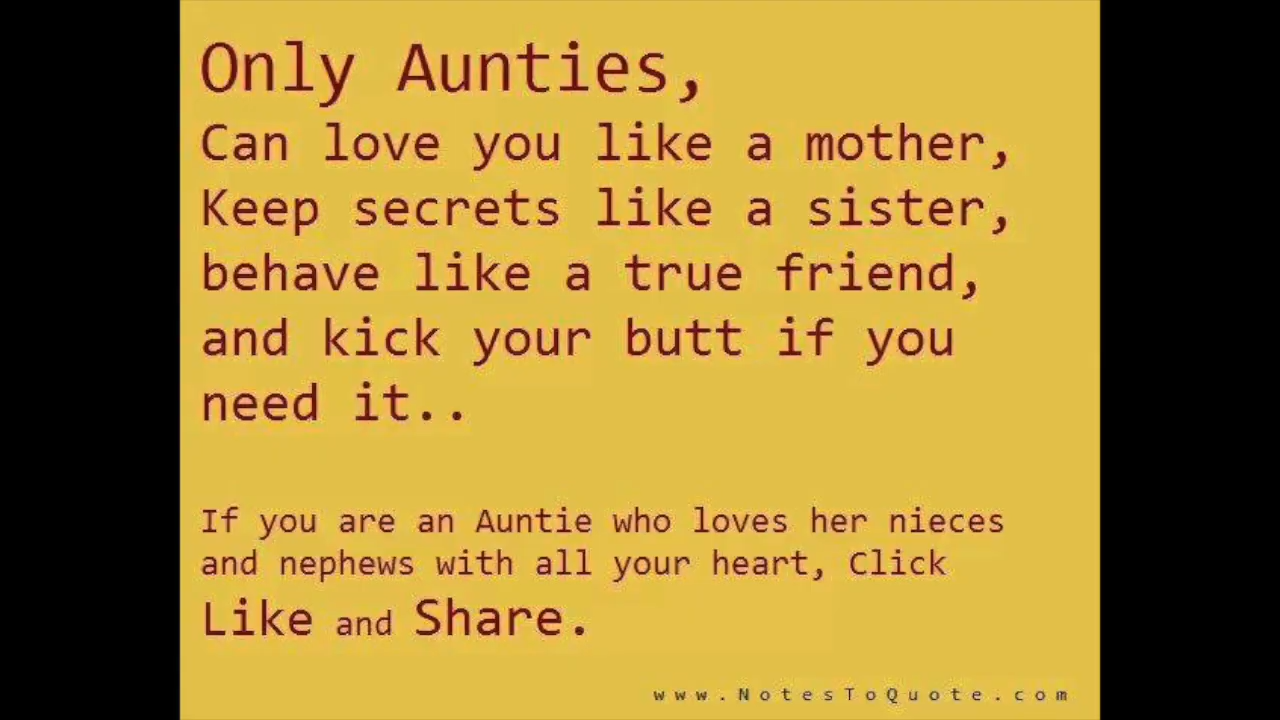 Only Aunties,
Can love you like a mother,
Keep secrets like a sister,
behave like a true friend,
and kick your butt if you
need it..
If you are an Auntie who loves her nieces
and nephews with all your heart, Click
Like and Share.
www.NotesToQuote.com